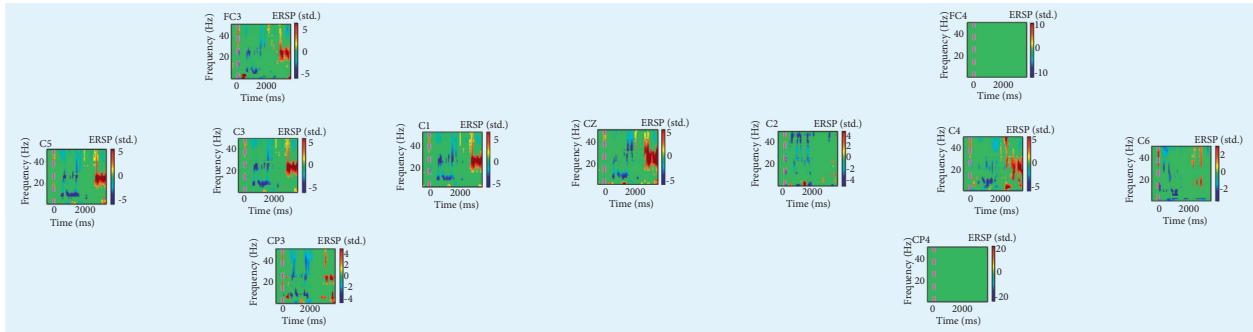 FC3 ERSP (std.)
Frequency (Hz)
40
20
5
0
-5
0 2000
Time (ms)
FC4 ERSP (std.)
Frequency (Hz)
40
20
10
0
-10
0 2000
Time (ms)
C5 ERSP (std.)
Frequency (Hz)
40
20
5
0
-5
0 2000
Time (ms)
C3 ERSP (std.)
Frequency (Hz)
40
20
5
0
-5
0 2000
Time (ms)
C1 ERSP (std.)
Frequency (Hz)
40
20
5
0
-5
0 2000
Time (ms)
CZ ERSP (std.)
Frequency (Hz)
40
20
5
0
-5
0 2000
Time (ms)
C2 ERSP (std.)
Frequency (Hz)
40
20
4
2
0
-2
-4
0 2000
Time (ms)
C4 ERSP (std.)
Frequency (Hz)
40
20
5
0
-5
0 2000
Time (ms)
C6 ERSP (std.)
Frequency (Hz)
40
20
2
0
-2
0 2000
Time (ms)
CP3 ERSP (std.)
Frequency (Hz)
40
20
4
2
0
-2
-4
0 2000
Time (ms)
CP4 ERSP (std.)
Frequency (Hz)
40
20
20
0
-20
0 2000
Time (ms)